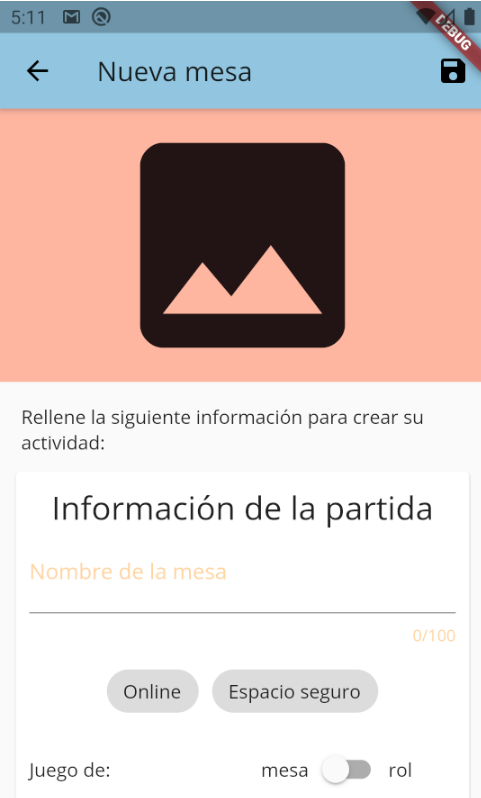 5:11
DEBUG
Nueva mesa
Rellene la siguiente información para crear su
actividad:
Información de la partida
Nombre de la mesa
0/100
Online
Espacio seguro
Juego de:
mesa
rol